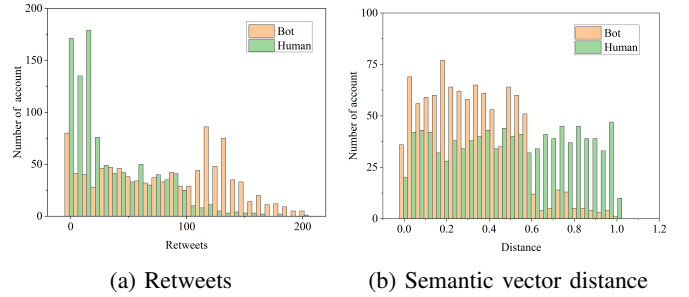 200
150
100
50
0
Number of account
Bot
Human
0
100
200
Retweets
(a) Retweets
100
75
50
25
0
Number of account
Bot
Human
0.0
0.2
0.4
0.6
0.8
1.0
1.2
Distance
(b) Semantic vector distance